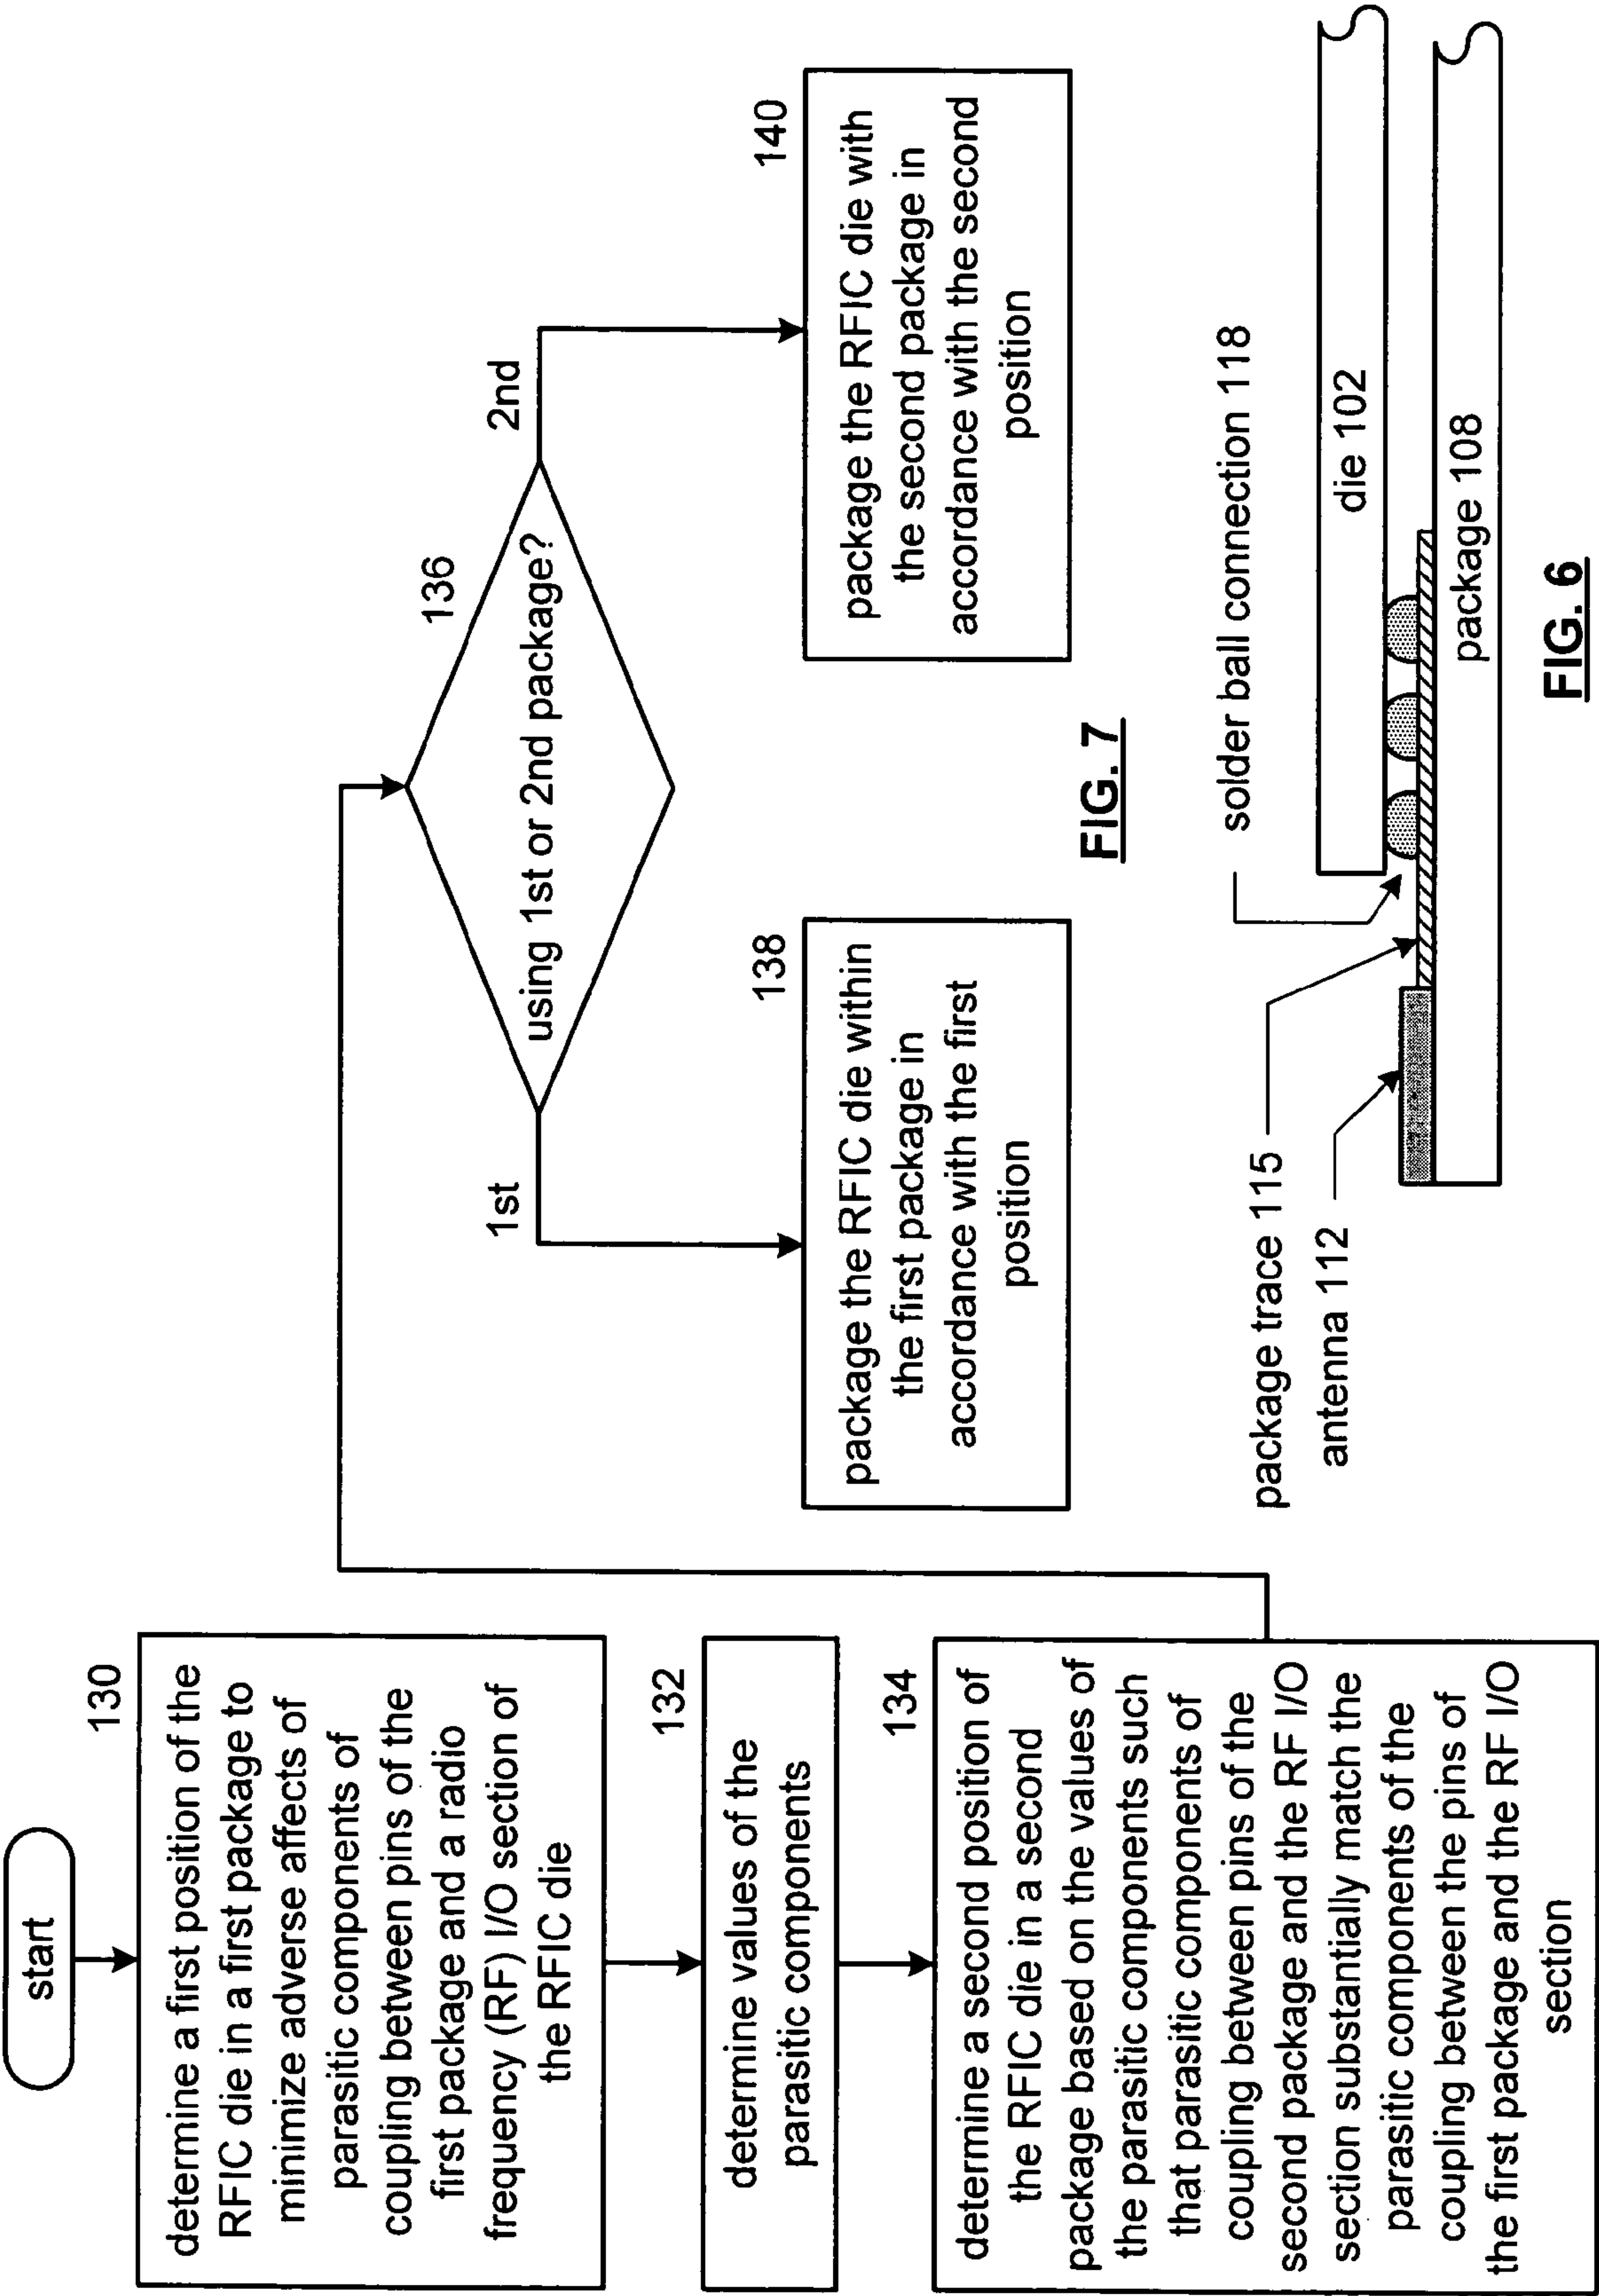 start
130
determine a first position of the
RFIC die in a first package to
minimize adverse affects of
parasitic components of
coupling between pins of the
first package and a radio
frequency (RF) I/O section of
the RFIC die
132
determine values of the
parasitic components
134
determine a second position of
the RFIC die in a second
package based on the values of
the parasitic components such
that parasitic components of
coupling between pins of the
second package and the RF I/O
section substantially match the
parasitic components of the
coupling between the pins of
the first package and the RF I/O
section
136
using 1st or 2nd package?
1st
2nd
138
package the RFIC die within
the first package in
accordance with the first
position
140
package the RFIC die with
the second package in
accordance with the second
position
FIG. 7
solder ball connection 118
package trace 115
antenna 112
die 102
package 108
FIG. 6